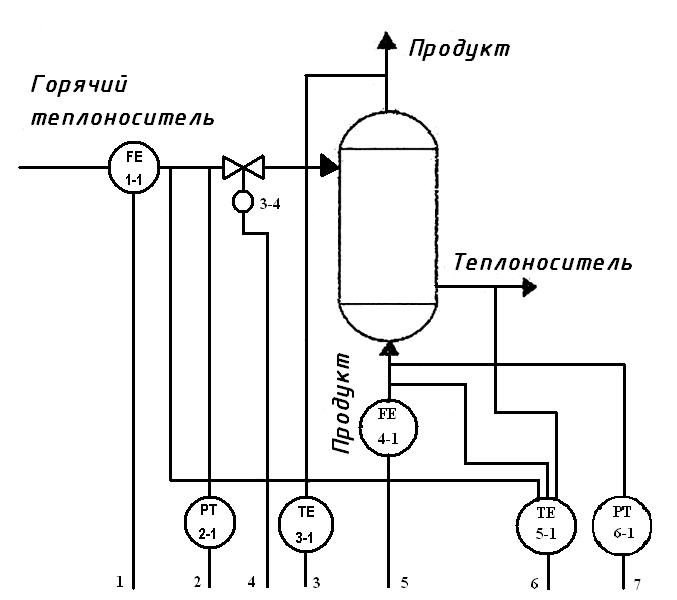 Продукт
Горячий
теплоноситель
FE
1-1
3-4
Теплоноситель
Продукт
FE
4-1
PT
2-1
TE
3-1
TE
5-1
PT
6-1
1
2
4
3
5
6
7